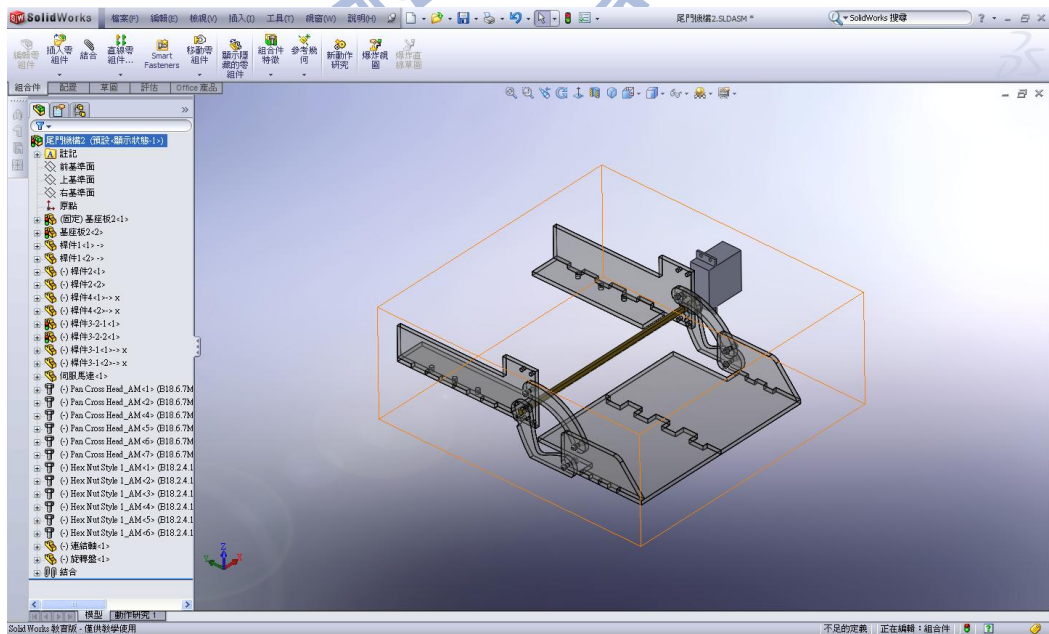 SolidWorks 檔案(F) 編輯(E) 檢視(V) 插入(I) 工具(T) 視窗(W) 說明(H) 尾門機構2.SLDASM * SolidWorks 搜尋
編輯零組件 插入零組件 結合 直線零組件... Smart Fasteners 移動零組件 顯示隱藏的零組件 組合件特徵 參考幾何 新動作研究 爆炸視圖 爆炸直線草圖
組合件 配置 草圖 評估 Office 產品
尾門機構2 (預設<顯示狀態-1>)
註記
前基準面
上基準面
右基準面
原點
(固定) 基座板2<1>
基座板2<2>
桿件1<1> ->
桿件1<2> ->
(-) 桿件2<1>
(-) 桿件2<2>
(-) 桿件4<1>-> x
(-) 桿件4<2>-> x
(-) 桿件3-2-1<1>
(-) 桿件3-2-2<1>
(-) 桿件3-1<1>-> x
(-) 桿件3-1<2>-> x
伺服馬達<1>
(-) Pan Cross Head_AM<1> (B18.6.7M
(-) Pan Cross Head_AM<2> (B18.6.7M
(-) Pan Cross Head_AM<4> (B18.6.7M
(-) Pan Cross Head_AM<5> (B18.6.7M
(-) Pan Cross Head_AM<6> (B18.6.7M
(-) Pan Cross Head_AM<7> (B18.6.7M
(-) Hex Nut Style 1_AM<1> (B18.2.4.1
(-) Hex Nut Style 1_AM<2> (B18.2.4.1
(-) Hex Nut Style 1_AM<3> (B18.2.4.1
(-) Hex Nut Style 1_AM<4> (B18.2.4.1
(-) Hex Nut Style 1_AM<5> (B18.2.4.1
(-) Hex Nut Style 1_AM<6> (B18.2.4.1
(-) 連結軸<1>
(-) 旋轉盤<1>
結合
Z
Y X
模型 動作研究 1
SolidWorks 教育版 - 僅供教學使用 不足的定義 正在編輯：組合件